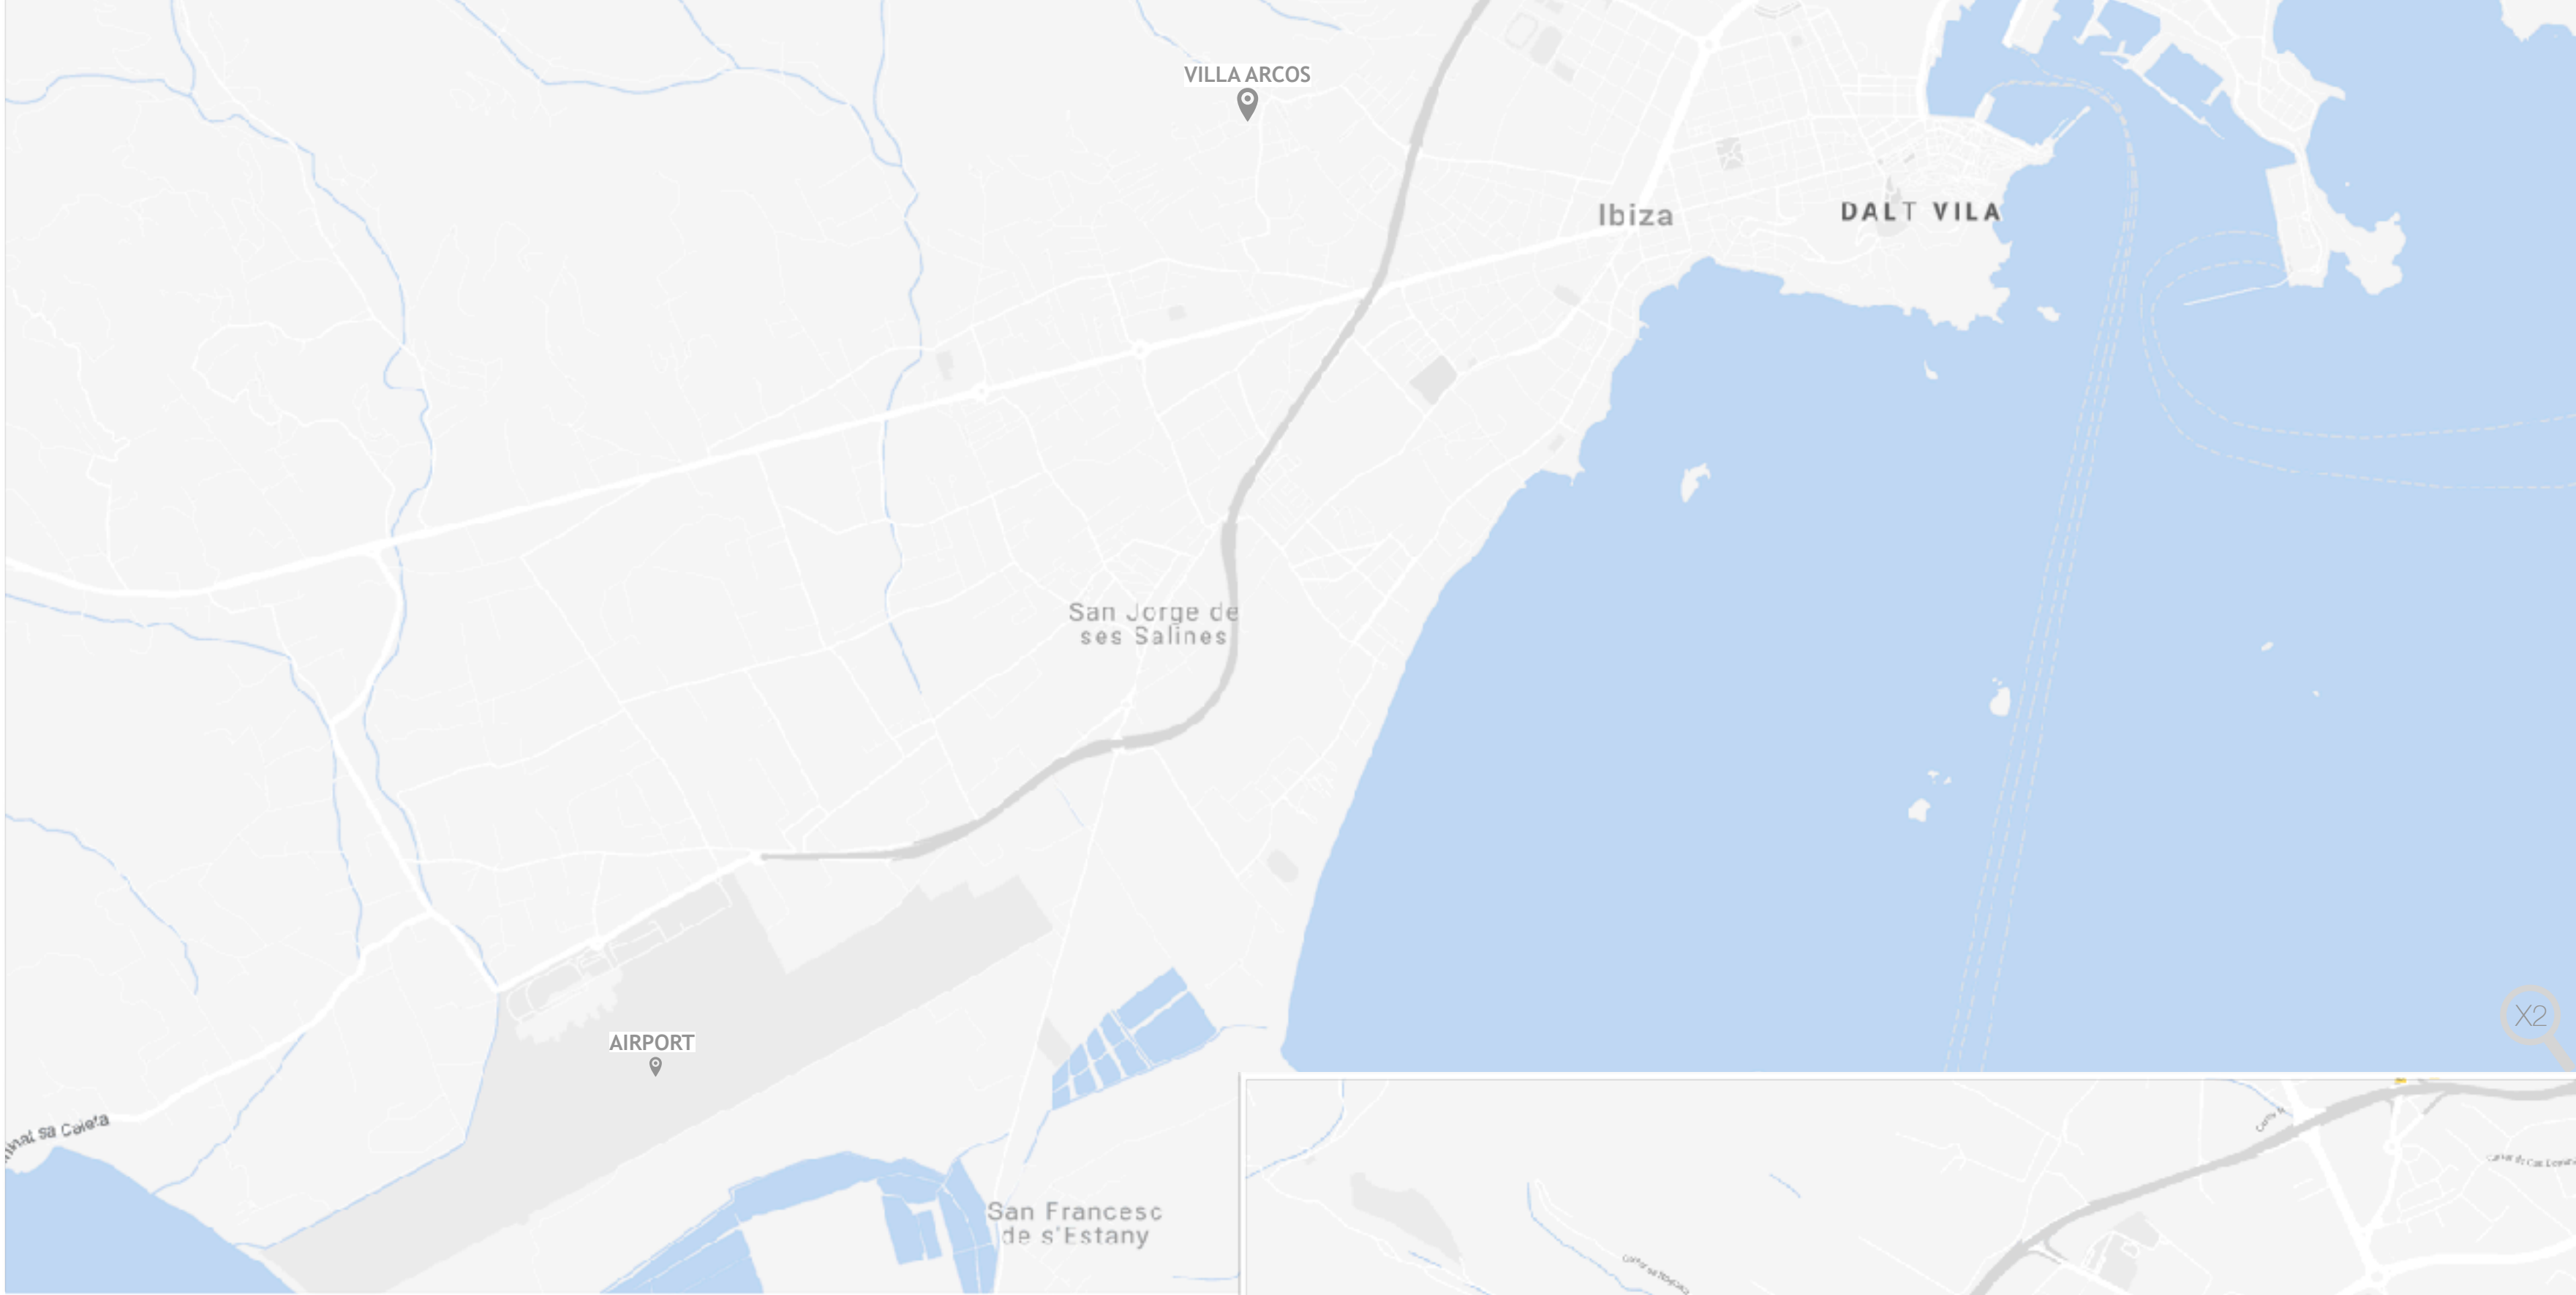 VILLA ARCOS
Ibiza
DALT VILA
San Jorge de
ses Salines
X2
AIRPORT
sa Caleta
San Francesc
de s'Estany